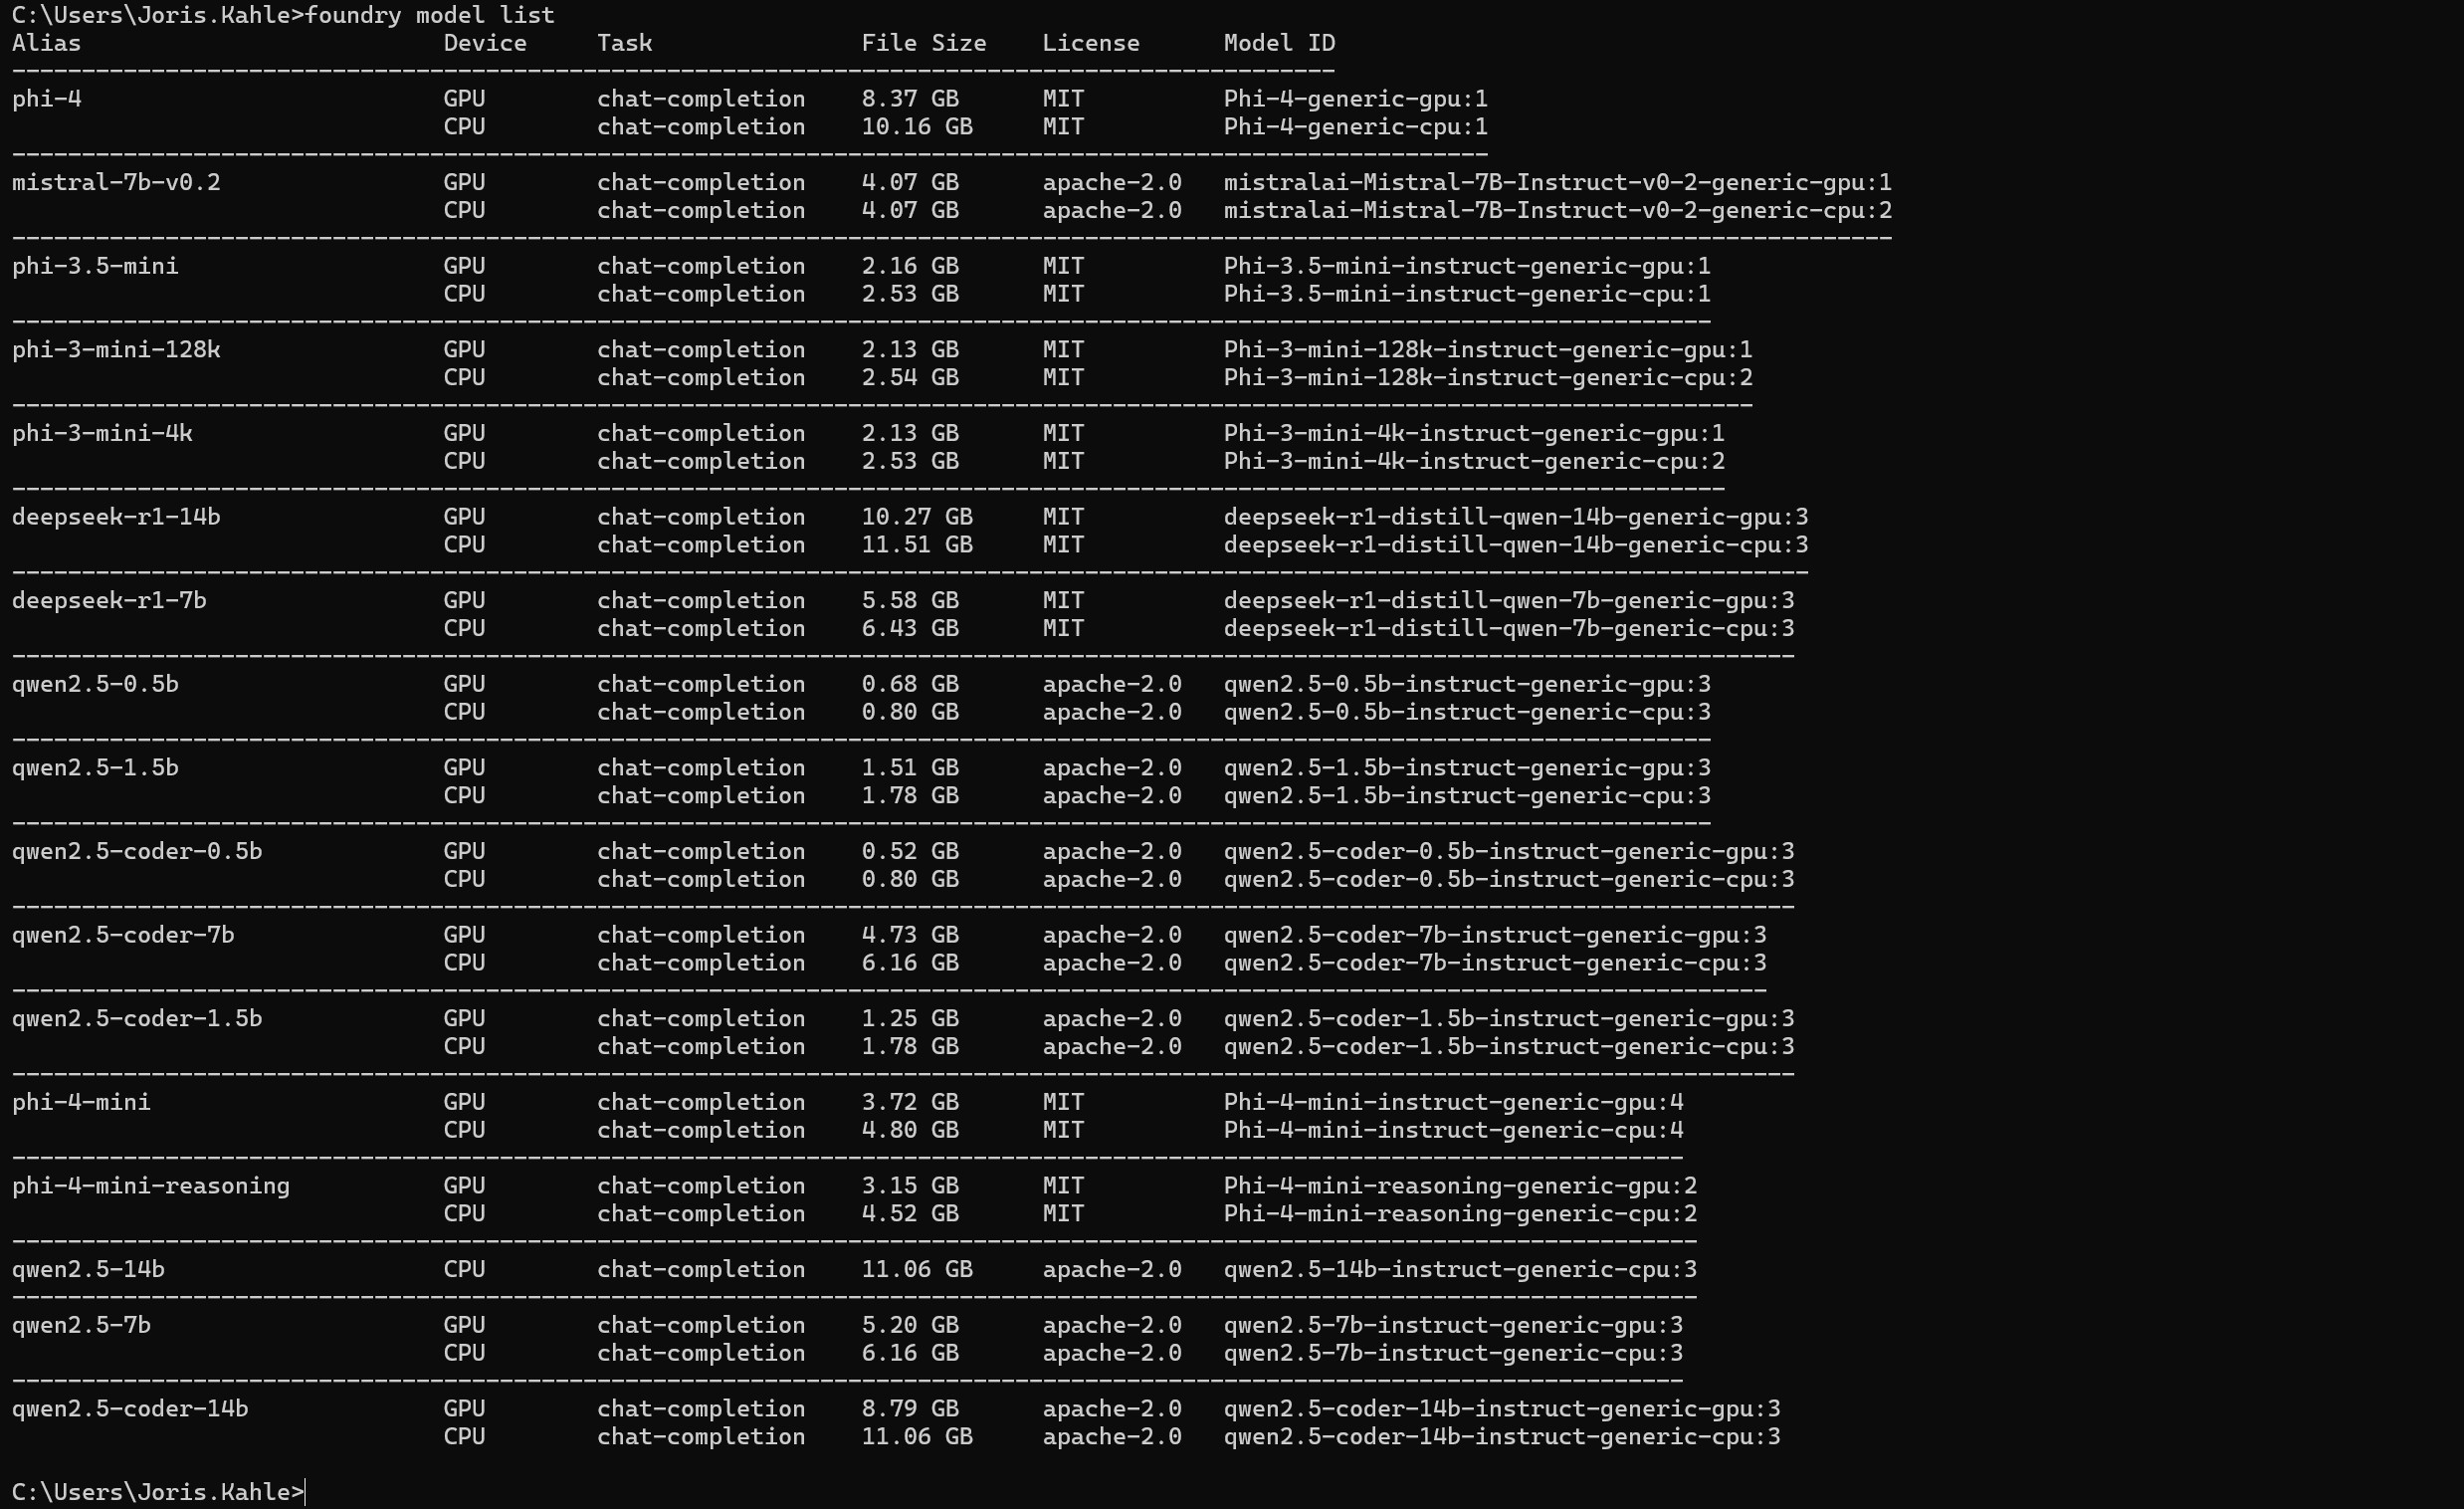 C:\Users\Joris.Kahle>foundry model list
Alias                          Device     Task               File Size    License      Model ID
-----------------------------------------------------------------------------------------------
phi-4                          GPU        chat-completion    8.37 GB      MIT          Phi-4-generic-gpu:1
                               CPU        chat-completion    10.16 GB     MIT          Phi-4-generic-cpu:1
----------------------------------------------------------------------------------------------------------
mistral-7b-v0.2                GPU        chat-completion    4.07 GB      apache-2.0   mistralai-Mistral-7B-Instruct-v0-2-generic-gpu:1
                               CPU        chat-completion    4.07 GB      apache-2.0   mistralai-Mistral-7B-Instruct-v0-2-generic-cpu:2
---------------------------------------------------------------------------------------------------------------------------------------
phi-3.5-mini                   GPU        chat-completion    2.16 GB      MIT          Phi-3.5-mini-instruct-generic-gpu:1
                               CPU        chat-completion    2.53 GB      MIT          Phi-3.5-mini-instruct-generic-cpu:1
--------------------------------------------------------------------------------------------------------------------------
phi-3-mini-128k                GPU        chat-completion    2.13 GB      MIT          Phi-3-mini-128k-instruct-generic-gpu:1
                               CPU        chat-completion    2.54 GB      MIT          Phi-3-mini-128k-instruct-generic-cpu:2
-----------------------------------------------------------------------------------------------------------------------------
phi-3-mini-4k                  GPU        chat-completion    2.13 GB      MIT          Phi-3-mini-4k-instruct-generic-gpu:1
                               CPU        chat-completion    2.53 GB      MIT          Phi-3-mini-4k-instruct-generic-cpu:2
---------------------------------------------------------------------------------------------------------------------------
deepseek-r1-14b                GPU        chat-completion    10.27 GB     MIT          deepseek-r1-distill-qwen-14b-generic-gpu:3
                               CPU        chat-completion    11.51 GB     MIT          deepseek-r1-distill-qwen-14b-generic-cpu:3
---------------------------------------------------------------------------------------------------------------------------------
deepseek-r1-7b                 GPU        chat-completion    5.58 GB      MIT          deepseek-r1-distill-qwen-7b-generic-gpu:3
                               CPU        chat-completion    6.43 GB      MIT          deepseek-r1-distill-qwen-7b-generic-cpu:3
--------------------------------------------------------------------------------------------------------------------------------
qwen2.5-0.5b                   GPU        chat-completion    0.68 GB      apache-2.0   qwen2.5-0.5b-instruct-generic-gpu:3
                               CPU        chat-completion    0.80 GB      apache-2.0   qwen2.5-0.5b-instruct-generic-cpu:3
--------------------------------------------------------------------------------------------------------------------------
qwen2.5-1.5b                   GPU        chat-completion    1.51 GB      apache-2.0   qwen2.5-1.5b-instruct-generic-gpu:3
                               CPU        chat-completion    1.78 GB      apache-2.0   qwen2.5-1.5b-instruct-generic-cpu:3
--------------------------------------------------------------------------------------------------------------------------
qwen2.5-coder-0.5b             GPU        chat-completion    0.52 GB      apache-2.0   qwen2.5-coder-0.5b-instruct-generic-gpu:3
                               CPU        chat-completion    0.80 GB      apache-2.0   qwen2.5-coder-0.5b-instruct-generic-cpu:3
--------------------------------------------------------------------------------------------------------------------------------
qwen2.5-coder-7b               GPU        chat-completion    4.73 GB      apache-2.0   qwen2.5-coder-7b-instruct-generic-gpu:3
                               CPU        chat-completion    6.16 GB      apache-2.0   qwen2.5-coder-7b-instruct-generic-cpu:3
------------------------------------------------------------------------------------------------------------------------------
qwen2.5-coder-1.5b             GPU        chat-completion    1.25 GB      apache-2.0   qwen2.5-coder-1.5b-instruct-generic-gpu:3
                               CPU        chat-completion    1.78 GB      apache-2.0   qwen2.5-coder-1.5b-instruct-generic-cpu:3
--------------------------------------------------------------------------------------------------------------------------------
phi-4-mini                     GPU        chat-completion    3.72 GB      MIT          Phi-4-mini-instruct-generic-gpu:4
                               CPU        chat-completion    4.80 GB      MIT          Phi-4-mini-instruct-generic-cpu:4
------------------------------------------------------------------------------------------------------------------------
phi-4-mini-reasoning           GPU        chat-completion    3.15 GB      MIT          Phi-4-mini-reasoning-generic-gpu:2
                               CPU        chat-completion    4.52 GB      MIT          Phi-4-mini-reasoning-generic-cpu:2
-------------------------------------------------------------------------------------------------------------------------
qwen2.5-14b                    CPU        chat-completion    11.06 GB     apache-2.0   qwen2.5-14b-instruct-generic-cpu:3
-------------------------------------------------------------------------------------------------------------------------
qwen2.5-7b                     GPU        chat-completion    5.20 GB      apache-2.0   qwen2.5-7b-instruct-generic-gpu:3
                               CPU        chat-completion    6.16 GB      apache-2.0   qwen2.5-7b-instruct-generic-cpu:3
------------------------------------------------------------------------------------------------------------------------
qwen2.5-coder-14b              GPU        chat-completion    8.79 GB      apache-2.0   qwen2.5-coder-14b-instruct-generic-gpu:3
                               CPU        chat-completion    11.06 GB     apache-2.0   qwen2.5-coder-14b-instruct-generic-cpu:3

C:\Users\Joris.Kahle>